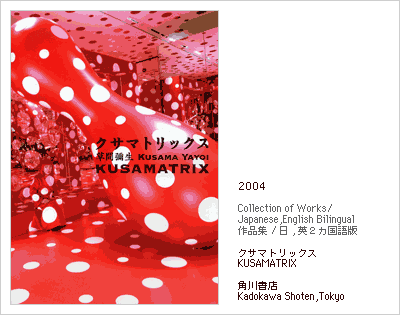 クサマトリックス
草間彌生 KUSAMA YAYOI
KUSAMATRIX
2004
Collection of Works/
Japanese,English Bilingual
作品集 / 日 , 英２カ国語版
クサマトリックス
KUSAMATRIX
角川書店
Kadokawa Shoten,Tokyo